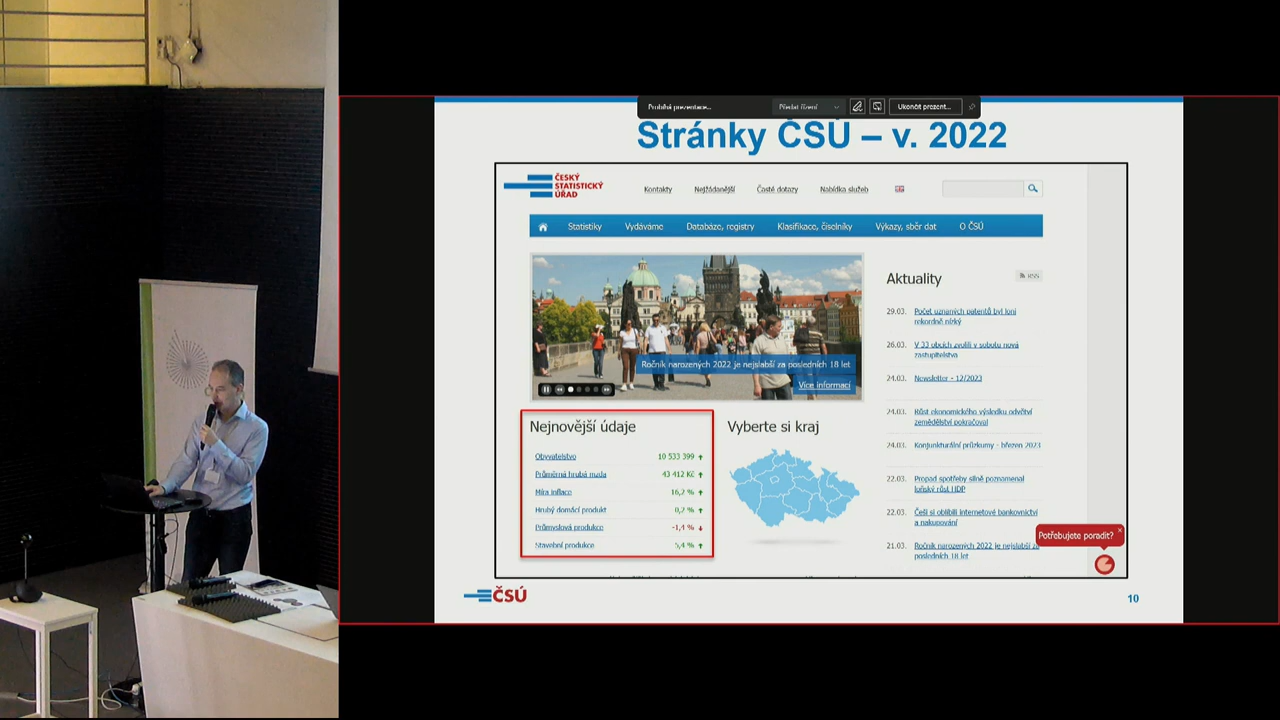 Probíhá prezentace...
Předat řízení
Ukončit prezent...
Stránky ČSÚ – v. 2022
ČESKÝ
STATISTICKÝ
ÚŘAD
Kontakty
Nejžádanější
Časté dotazy
Nabídka služeb
Statistiky
Vydáváme
Databáze, registry
Klasifikace, číselníky
Výkazy, sběr dat
O ČSÚ
Ročník narozených 2022 je nejslabší za posledních 18 let
Více informací
Nejnovější údaje
Obyvatelstvo 10 533 399
Průměrná hrubá mzda 43 412 Kč
Míra inflace 16,2 %
Hrubý domácí produkt 0,2 %
Průmyslová produkce -1,4 %
Stavební produkce 5,4 %
Vyberte si kraj
Aktuality
RSS
29.03. Počet uznaných patentů byl loni
rekordně nízký
26.03. V 33 obcích zvolili v sobotu nová
zastupitelstva
24.03. Newsletter - 12/2023
24.03. Růst ekonomického výsledku odvětví
zemědělství pokračoval
24.03. Konjunkturální průzkumy - březen 2023
22.03. Propad spotřeby silně poznamenal
loňský růst HDP
22.03. Češi si oblíbili internetové bankovnictví
a nakupování
21.03. Ročník narozených 2022 je nejslabší za
posledních 18 let
Potřebujete poradit?
ČSÚ
10